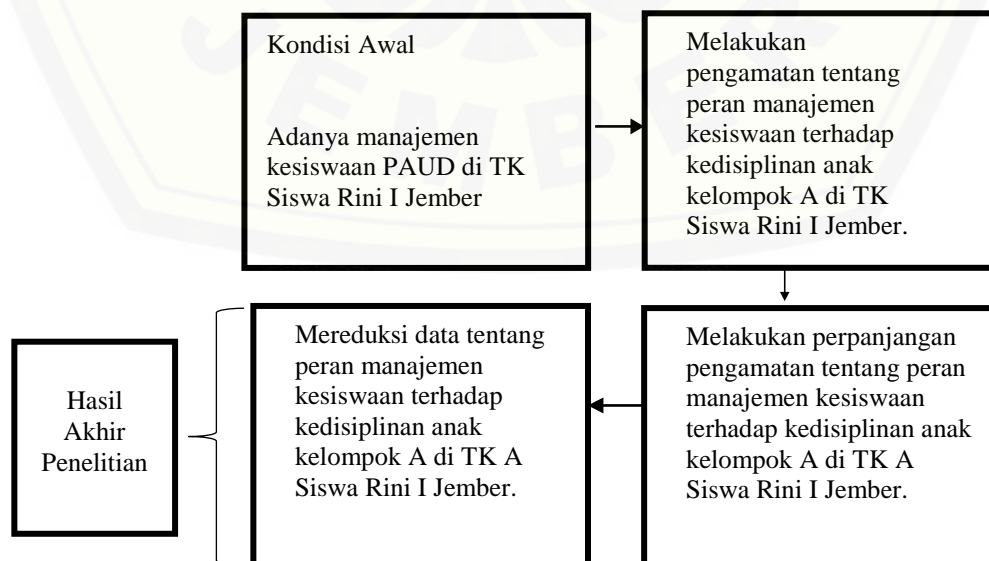 Kondisi Awal
Adanya manajemen
kesiswaan PAUD di TK
Siswa Rini I Jember
Melakukan
pengamatan tentang
peran manajemen
kesiswaan terhadap
kedisiplinan anak
kelompok A di TK
Siswa Rini I Jember.
Melakukan perpanjangan
pengamatan tentang peran
manajemen kesiswaan
terhadap kedisiplinan anak
kelompok A di TK A
Siswa Rini I Jember.
Mereduksi data tentang
peran manajemen
kesiswaan terhadap
kedisiplinan anak
kelompok A di TK A
Siswa Rini I Jember.
Hasil
Akhir
Penelitian
JEMBER